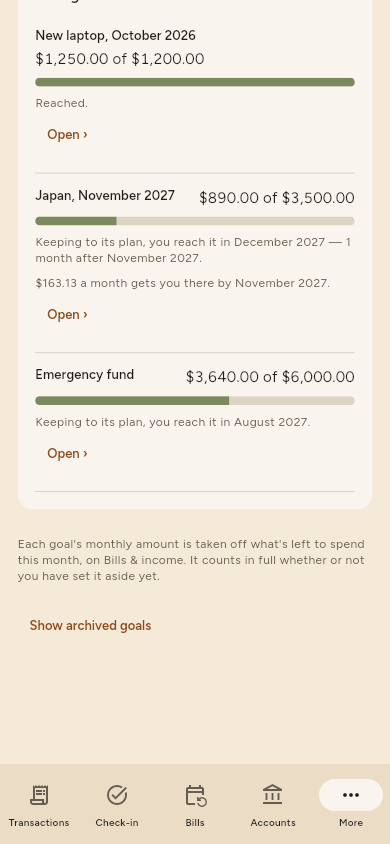 New laptop, October 2026
$1,250.00 of $1,200.00
Reached.
Open ›
Japan, November 2027
$890.00 of $3,500.00
Keeping to its plan, you reach it in December 2027 — 1
month after November 2027.
$163.13 a month gets you there by November 2027.
Open ›
Emergency fund
$3,640.00 of $6,000.00
Keeping to its plan, you reach it in August 2027.
Open ›
Each goal's monthly amount is taken off what's left to spend
this month, on Bills & income. It counts in full whether or not
you have set it aside yet.
Show archived goals
Transactions
Check-in
Bills
Accounts
More